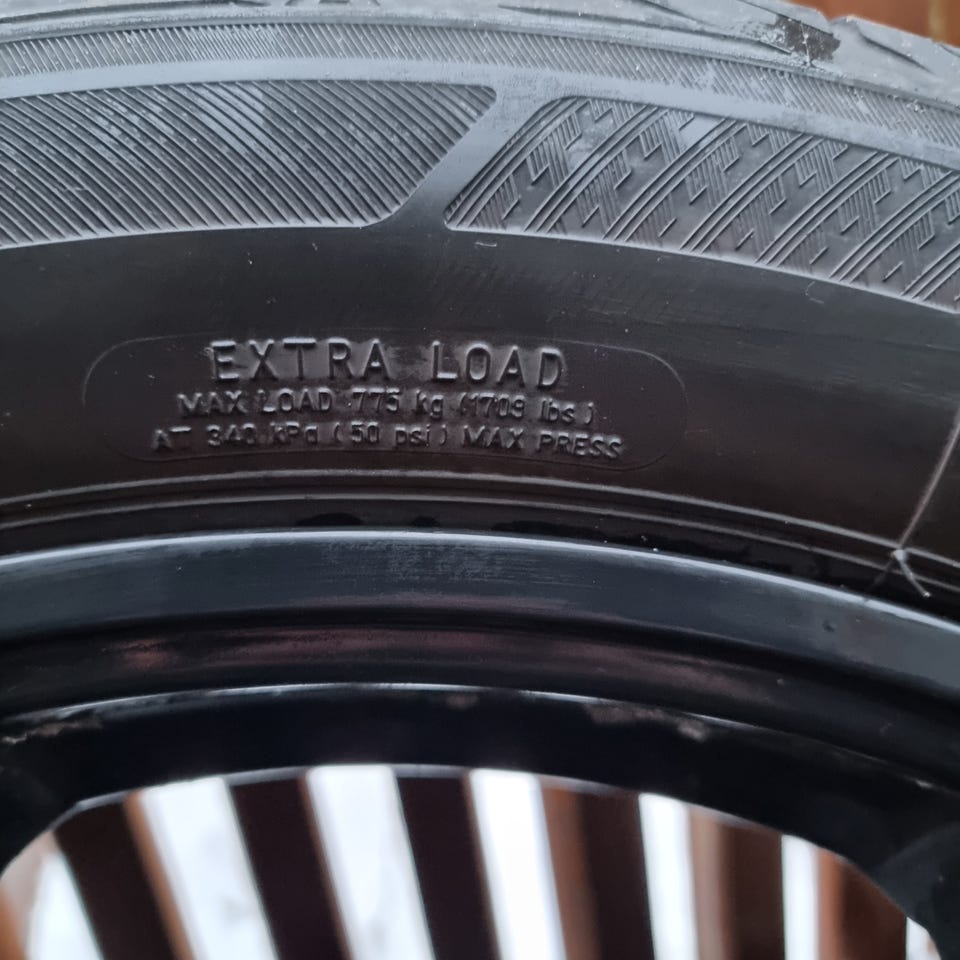 EXTRA LOAD
MAX LOAD 775 kg (1709 lbs)
AT 340 kPa (50 psi) MAX PRESS